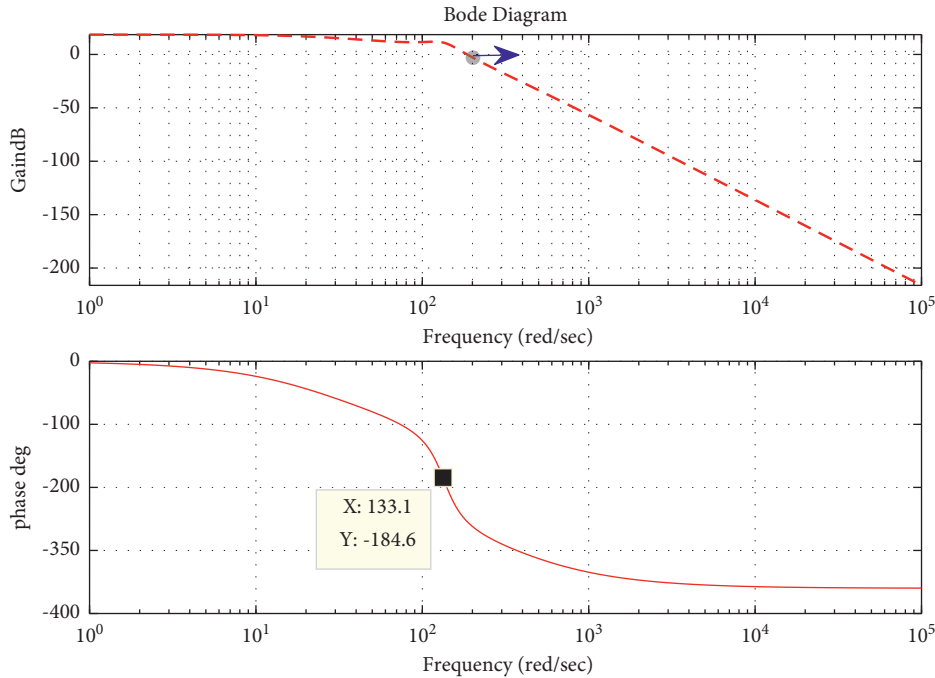 Bode Diagram
GaindB
0
-50
-100
-150
-200
10^0 10^1 10^2 10^3 10^4 10^5
Frequency (red/sec)
phase deg
0
-100
-200
-350
-400
X: 133.1
Y: -184.6
10^0 10^1 10^2 10^3 10^4 10^5
Frequency (red/sec)